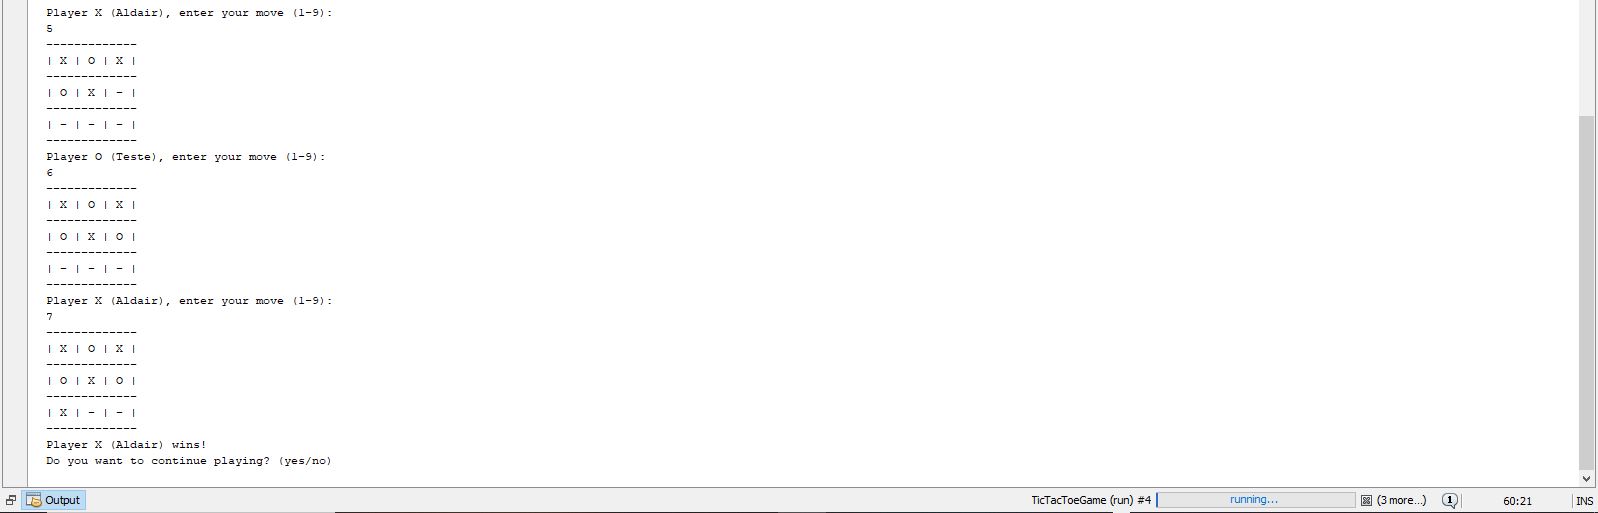 Player X (Aldair), enter your move (1-9):
5
-------------
| X | O | X |
-------------
| O | X | - |
-------------
| - | - | - |
-------------
Player O (Teste), enter your move (1-9):
6
-------------
| X | O | X |
-------------
| O | X | O |
-------------
| - | - | - |
-------------
Player X (Aldair), enter your move (1-9):
7
-------------
| X | O | X |
-------------
| O | X | O |
-------------
| X | - | - |
-------------
Player X (Aldair) wins!
Do you want to continue playing? (yes/no)
Output
TicTacToeGame (run) #4
running...
(3 more...)
1
60:21
INS